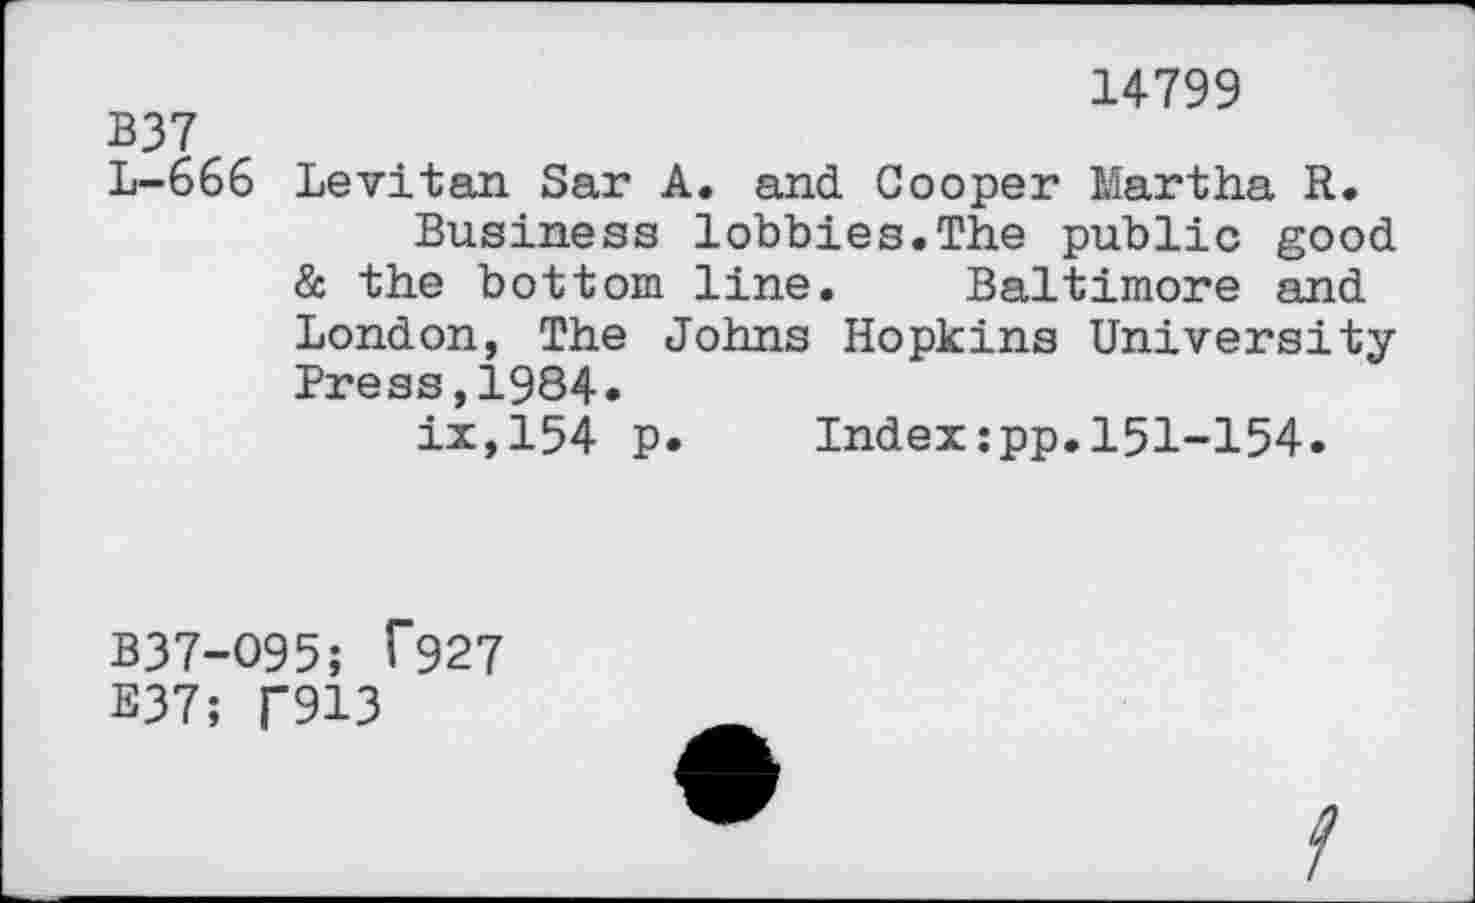 14799
B37
L-666 Levitan Sar A. and Cooper Martha R.
Business lobbies.The public good
& the bottom line. Baltimore and
London, The Johns Hopkins University
Press,1984.
ix,154 p. Index:pp.151-154.
B37-095; Г927
E37; Г913